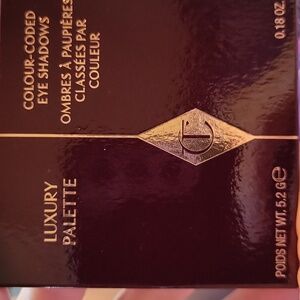 COLOUR-CODED
EYE SHADOWS
OMBRES À PAUPIÈRES
CLASSÉES PAR
COULEUR
LUXURY
PALETTE
0.18 OZ.
POIDS NET WT. 5.2 G℮